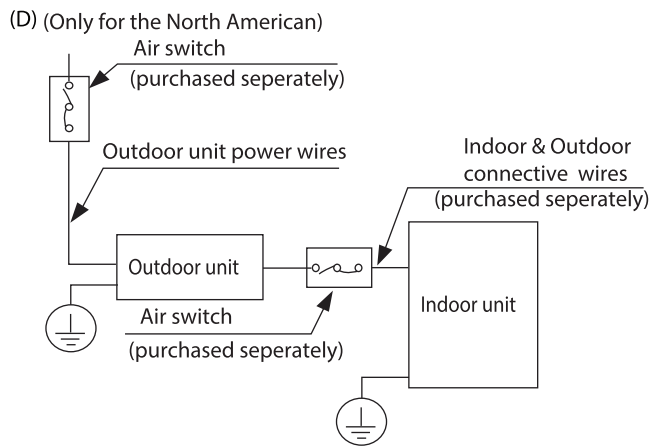 (D) (Only for the North American)
Air switch
(purchased seperately)
Outdoor unit power wires
Indoor & Outdoor
connective wires
(purchased seperately)
Outdoor unit
Indoor unit
Air switch
(purchased seperately)